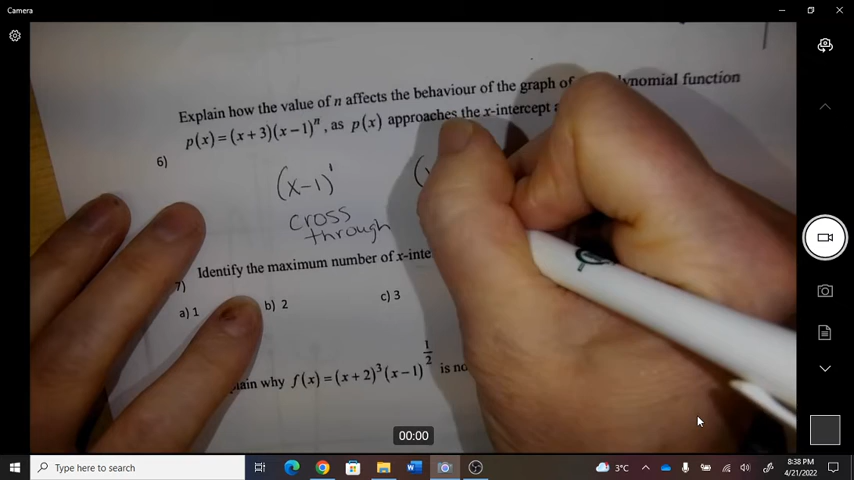 Camera
Explain how the value of n affects the behaviour of the graph of polynomial function
6) p(x) = (x+3)(x−1)ⁿ, as p(x) approaches the x-intercept
(x−1)¹ (
cross
through
7) Identify the maximum number of x-inte
a) 1 b) 2 c) 3
lain why f(x) = (x+2)³(x−1)^(1/2) is no
00:00
Type here to search
3°C
8:38 PM
4/21/2022